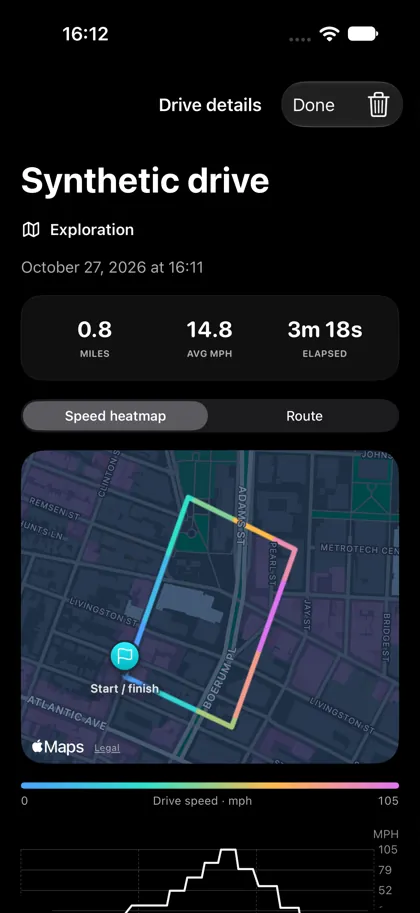 16:12
Drive details
Done
Synthetic drive
Exploration
October 27, 2026 at 16:11
0.8
14.8
3m 18s
MILES
AVG MPH
ELAPSED
Speed heatmap
Route
CLINTON S
JOHNS
ADAMS ST
REMSEN ST
UNTS LN
PEARL ST
METROTECH CEN
LIVINGSTON ST
JAY ST
BRIDGE ST
Start / finish
BOERUM PL
LIVINGSTON ST
ATLANTIC AVE
Maps
Legal
0
Drive speed · mph
105
MPH
105
79
52